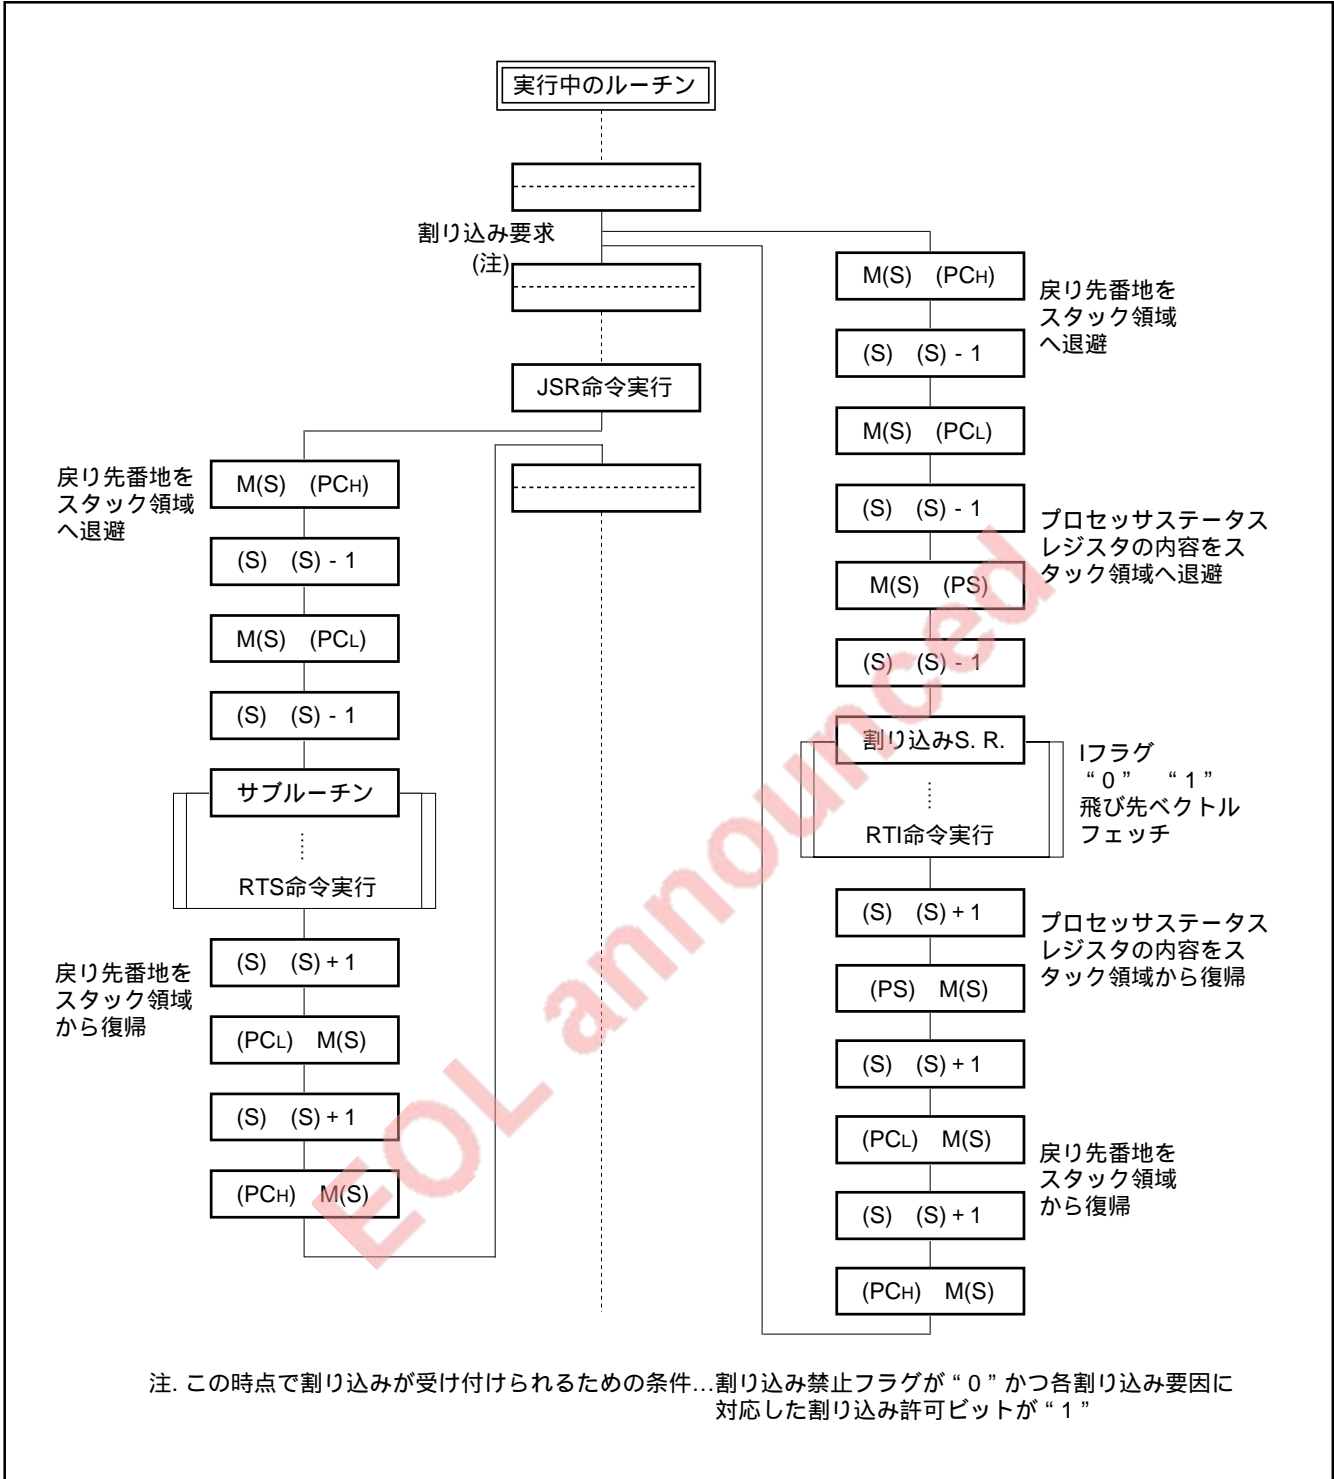 実行中のルーチン
割り込み要求
(注)
JSR命令実行
戻り先番地を
スタック領域
へ退避
M(S) (PCH)
(S) (S) - 1
M(S) (PCL)
(S) (S) - 1
サブルーチン
RTS命令実行
戻り先番地を
スタック領域
から復帰
(S) (S) + 1
(PCL) M(S)
(S) (S) + 1
(PCH) M(S)
M(S) (PCH)
戻り先番地を
スタック領域
へ退避
(S) (S) - 1
M(S) (PCL)
(S) (S) - 1
プロセッサステータス
レジスタの内容をス
タック領域へ退避
M(S) (PS)
(S) (S) - 1
割り込みS. R.
RTI命令実行
Iフラグ
“ 0 ” “ 1 ”
飛び先ベクトル
フェッチ
(S) (S) + 1
プロセッサステータス
レジスタの内容をス
タック領域から復帰
(PS) M(S)
(S) (S) + 1
(PCL) M(S)
戻り先番地を
スタック領域
から復帰
(S) (S) + 1
(PCH) M(S)
注. この時点で割り込みが受け付けられるための条件…割り込み禁止フラグが “ 0 ” かつ各割り込み要因に
対応した割り込み許可ビットが “ 1 ”
EOL announced